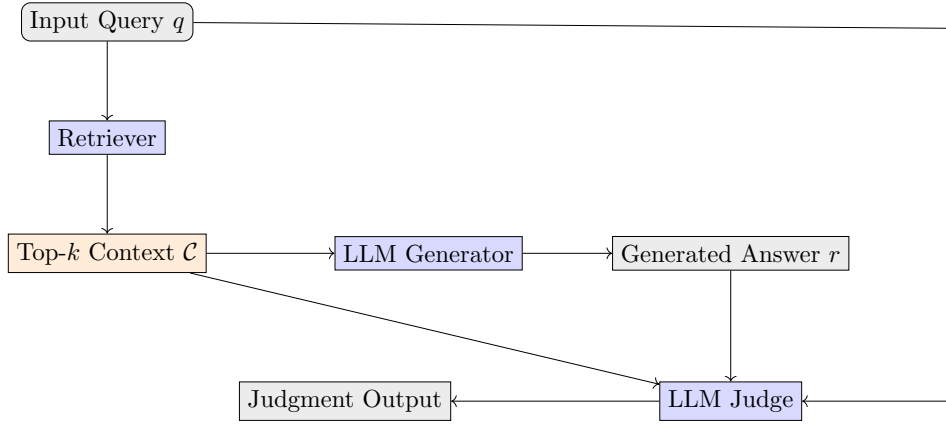 Input Query q
Retriever
Top-k Context 𝒞
LLM Generator
Generated Answer r
Judgment Output
LLM Judge